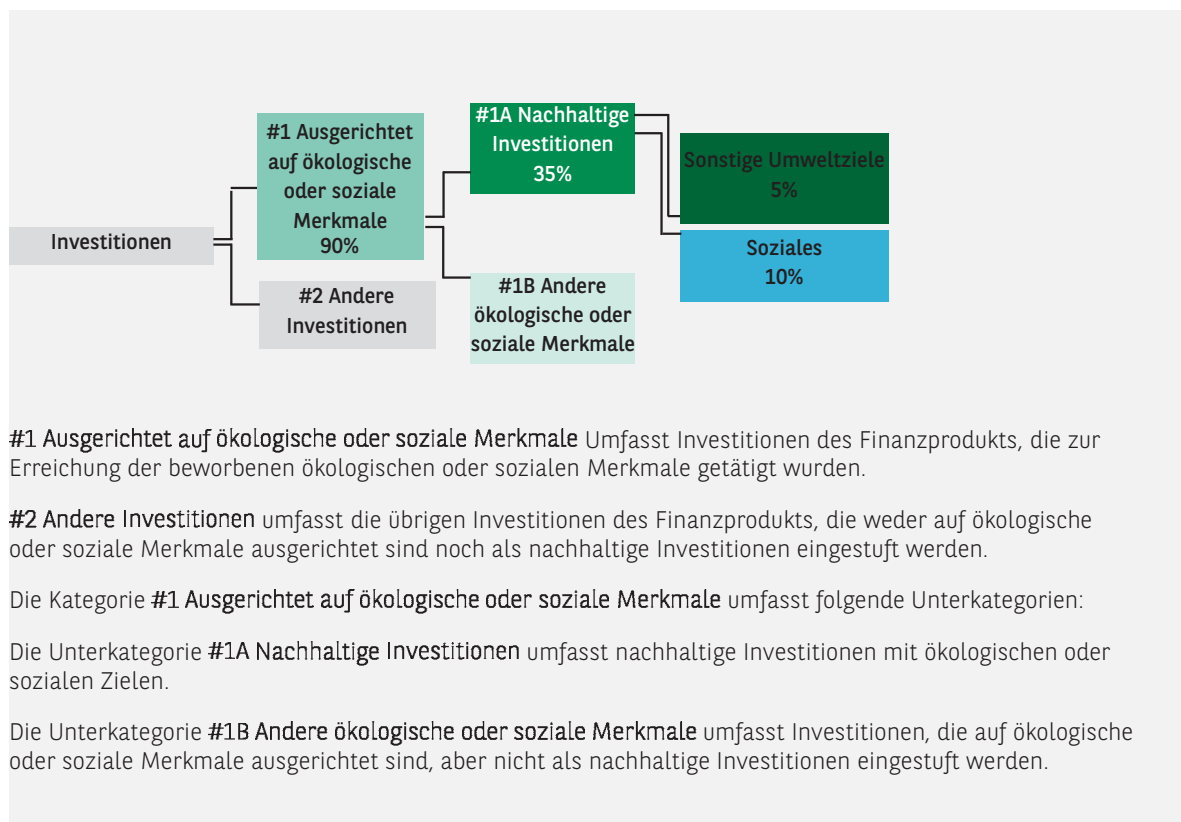 Investitionen
#1 Ausgerichtet
auf ökologische
oder soziale
Merkmale
90%
#2 Andere
Investitionen
#1A Nachhaltige
Investitionen
35%
#1B Andere
ökologische oder
soziale Merkmale
Sonstige Umweltziele
5%
Soziales
10%
#1 Ausgerichtet auf ökologische oder soziale Merkmale Umfasst Investitionen des Finanzprodukts, die zur
Erreichung der beworbenen ökologischen oder sozialen Merkmale getätigt wurden.
#2 Andere Investitionen umfasst die übrigen Investitionen des Finanzprodukts, die weder auf ökologische
oder soziale Merkmale ausgerichtet sind noch als nachhaltige Investitionen eingestuft werden.
Die Kategorie #1 Ausgerichtet auf ökologische oder soziale Merkmale umfasst folgende Unterkategorien:
Die Unterkategorie #1A Nachhaltige Investitionen umfasst nachhaltige Investitionen mit ökologischen oder
sozialen Zielen.
Die Unterkategorie #1B Andere ökologische oder soziale Merkmale umfasst Investitionen, die auf ökologische
oder soziale Merkmale ausgerichtet sind, aber nicht als nachhaltige Investitionen eingestuft werden.